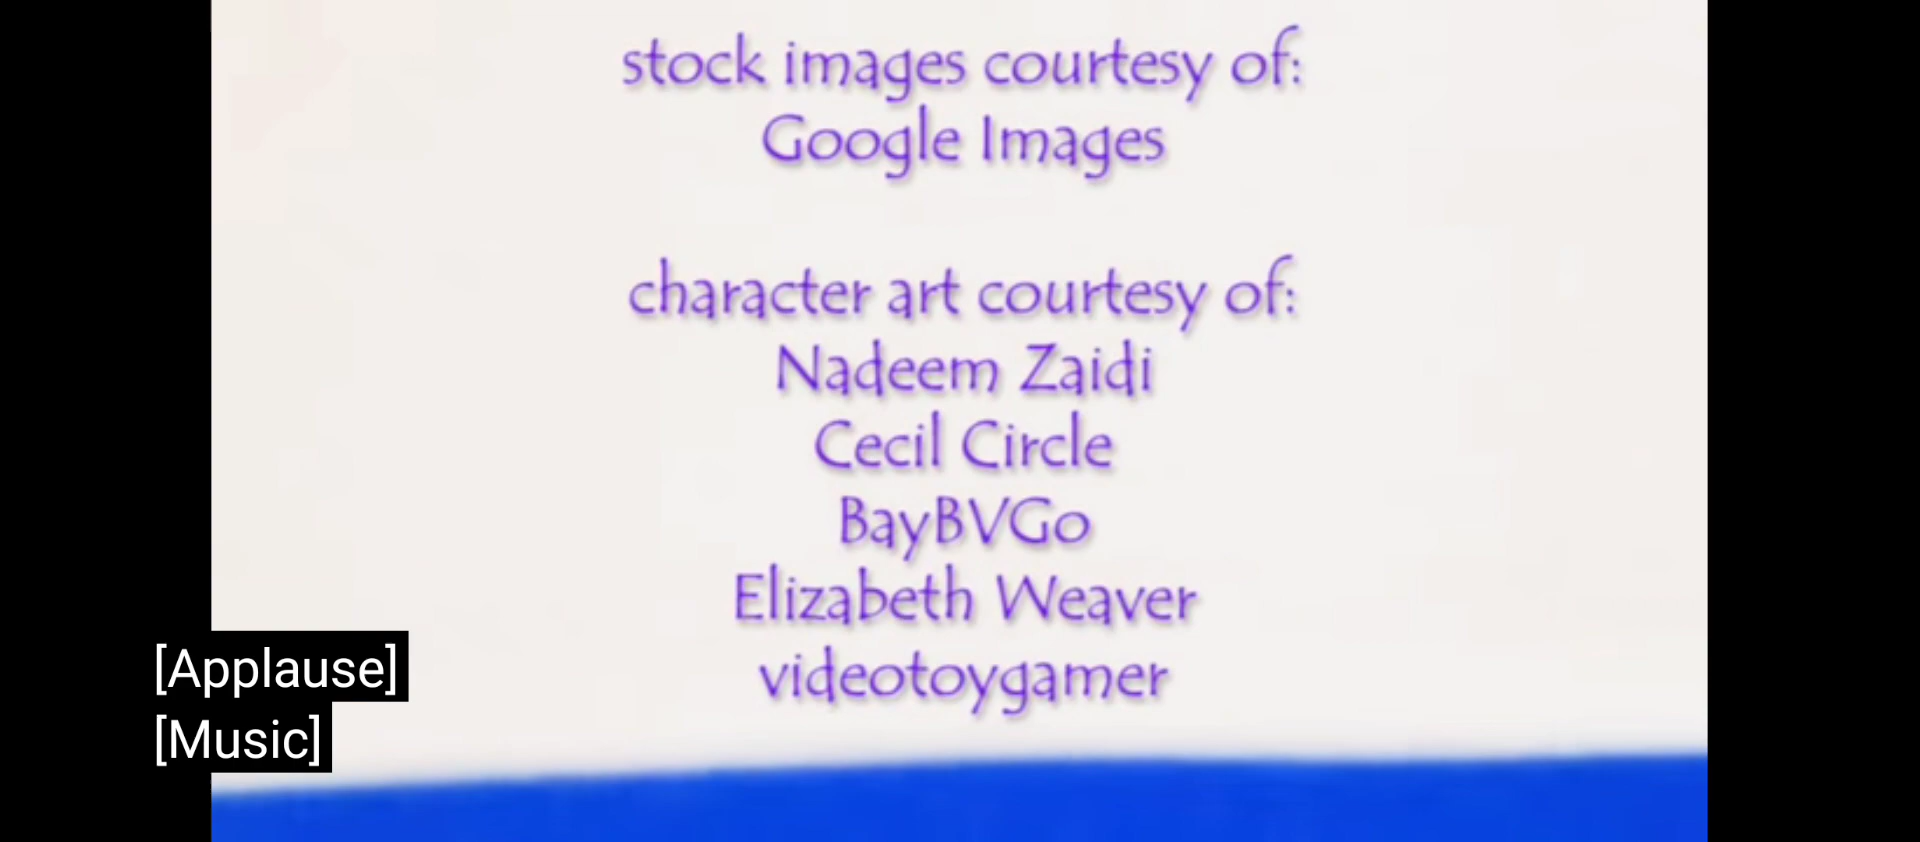 stock images courtesy of:
Google Images
character art courtesy of:
Nadeem Zaidi
Cecil Circle
BayBVGo
Elizabeth Weaver
videotoygamer
[Applause]
[Music]